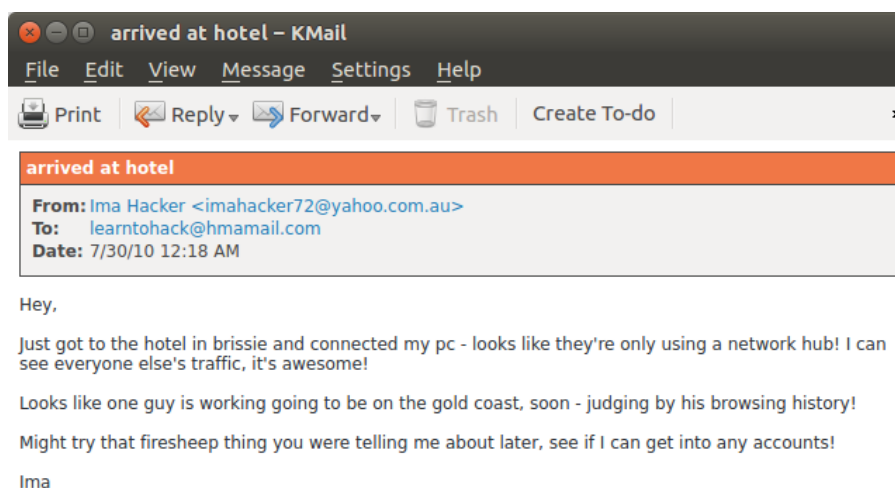 arrived at hotel – KMail
File Edit View Message Settings Help
Print Reply Forward Trash Create To-do
arrived at hotel
From: Ima Hacker <imahacker72@yahoo.com.au>
To: learntohack@hmamail.com
Date: 7/30/10 12:18 AM
Hey,
Just got to the hotel in brissie and connected my pc - looks like they're only using a network hub! I can
see everyone else's traffic, it's awesome!
Looks like one guy is working going to be on the gold coast, soon - judging by his browsing history!
Might try that firesheep thing you were telling me about later, see if I can get into any accounts!
Ima